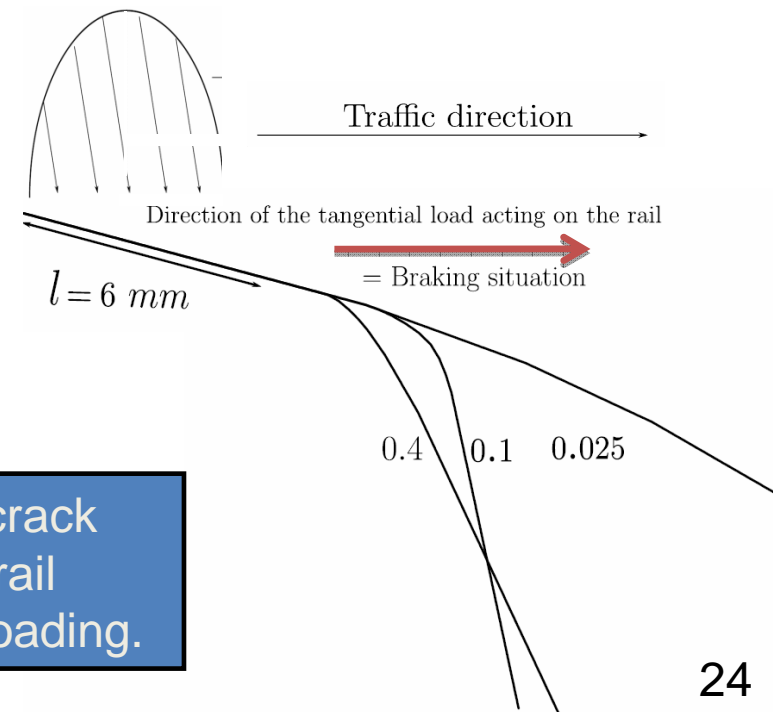 Traffic direction
Direction of the tangential load acting on the rail
= Braking situation
l = 6 mm
0.4 0.1 0.025
crack
rail
oading.
24